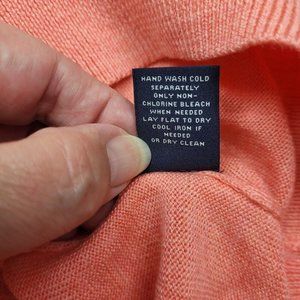 HAND WASH COLD
SEPARATELY
ONLY NON-
CHLORINE BLEACH
WHEN NEEDED
LAY FLAT TO DRY
COOL IRON IF
NEEDED
OR DRY CLEAN